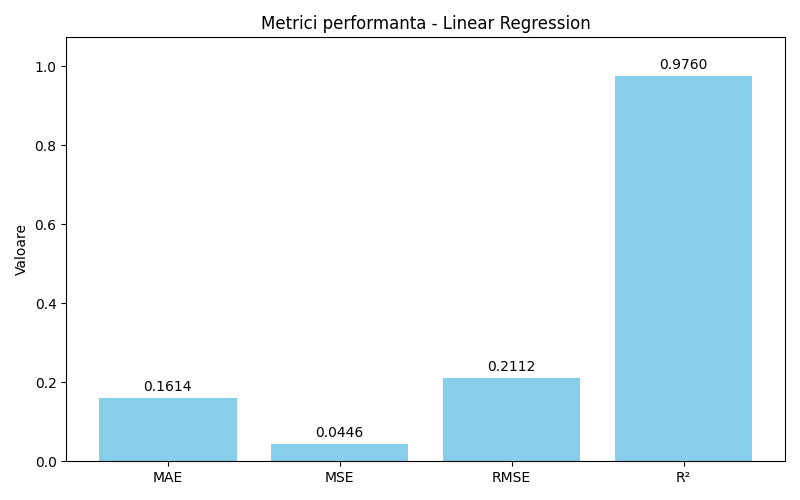 Metrici performanta - Linear Regression
Valoare
1.0
0.8
0.6
0.4
0.2
0.0
0.1614
0.0446
0.2112
0.9760
MAE
MSE
RMSE
R²